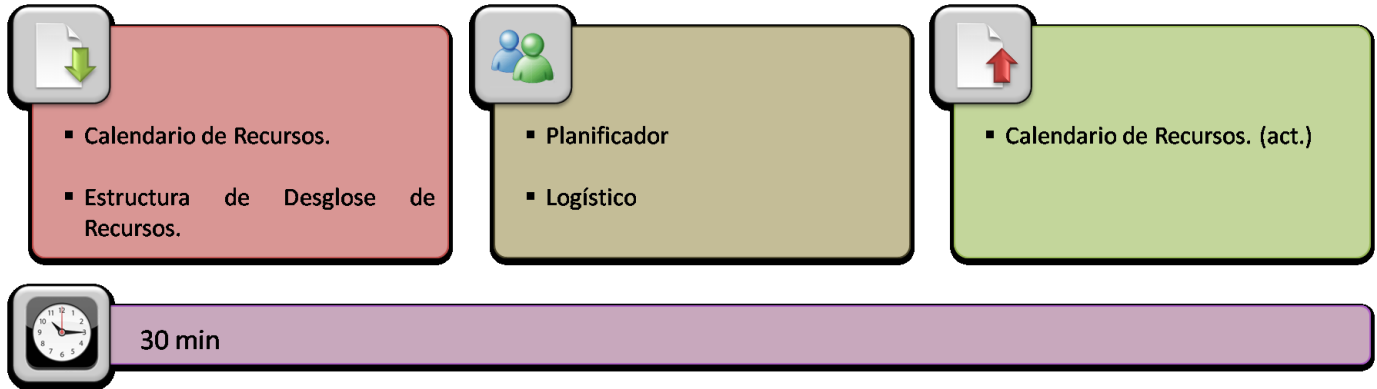 ▪ Calendario de Recursos.
▪ Estructura de Desglose de
Recursos.
▪ Planificador
▪ Logístico
▪ Calendario de Recursos. (act.)
30 min